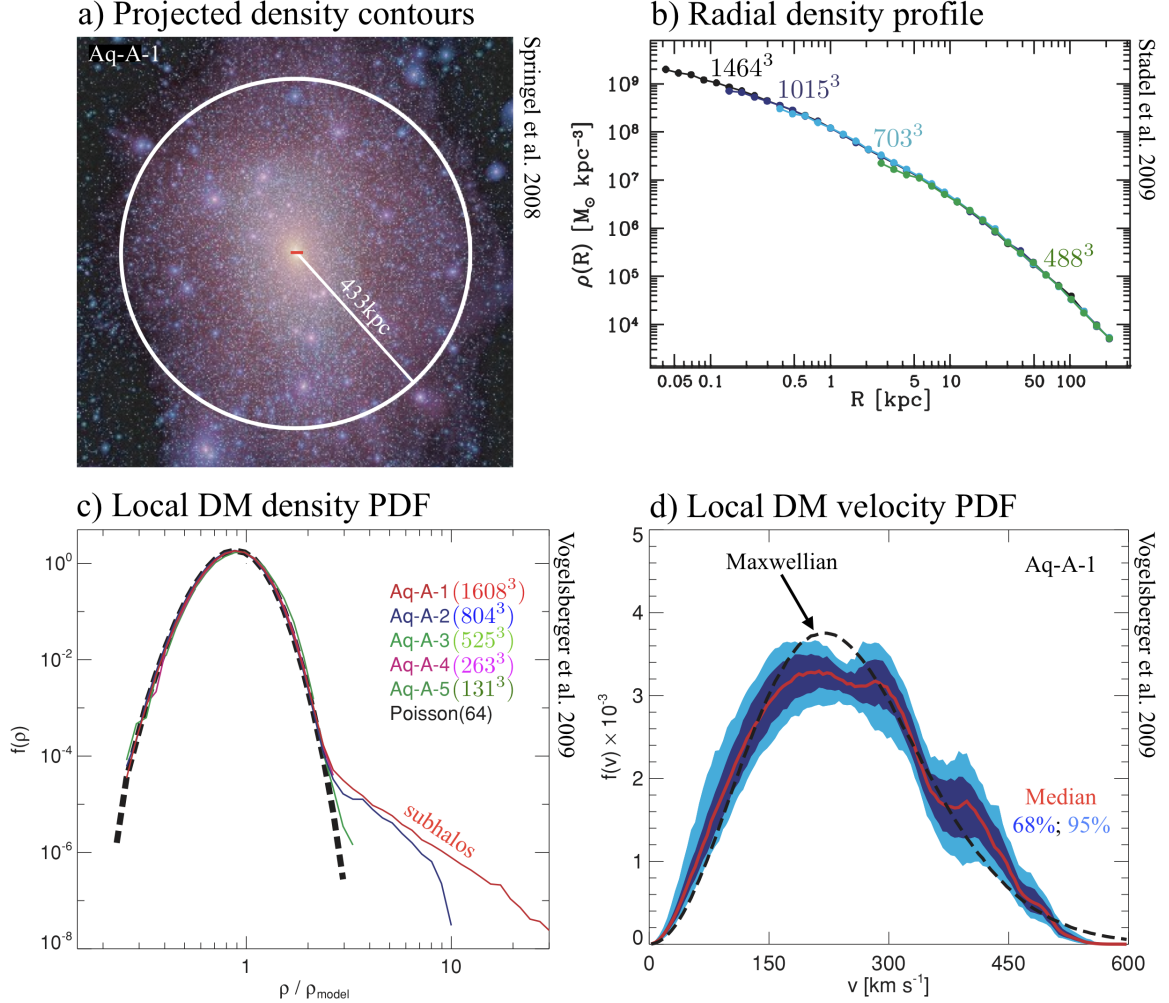 a) Projected density contours
Aq-A-1
433kpc
Springel et al. 2008
b) Radial density profile
1464³
1015³
703³
488³
10⁹
10⁸
10⁷
10⁶
10⁵
10⁴
ρ(R) [M⊙ kpc⁻³]
0.05 0.1 0.5 1 5 10 50 100
R [kpc]
Stadel et al. 2009
c) Local DM density PDF
Aq-A-1(1608³)
Aq-A-2(804³)
Aq-A-3(525³)
Aq-A-4(263³)
Aq-A-5(131³)
Poisson(64)
subhalos
10⁰
10⁻²
10⁻⁴
10⁻⁶
10⁻⁸
f(ρ)
1 10
ρ / ρmodel
Vogelsberger et al. 2009
d) Local DM velocity PDF
Maxwellian
Aq-A-1
Median
68%; 95%
5
4
3
2
1
0
f(v) × 10⁻³
0 150 300 450 600
v [km s⁻¹]
Vogelsberger et al. 2009